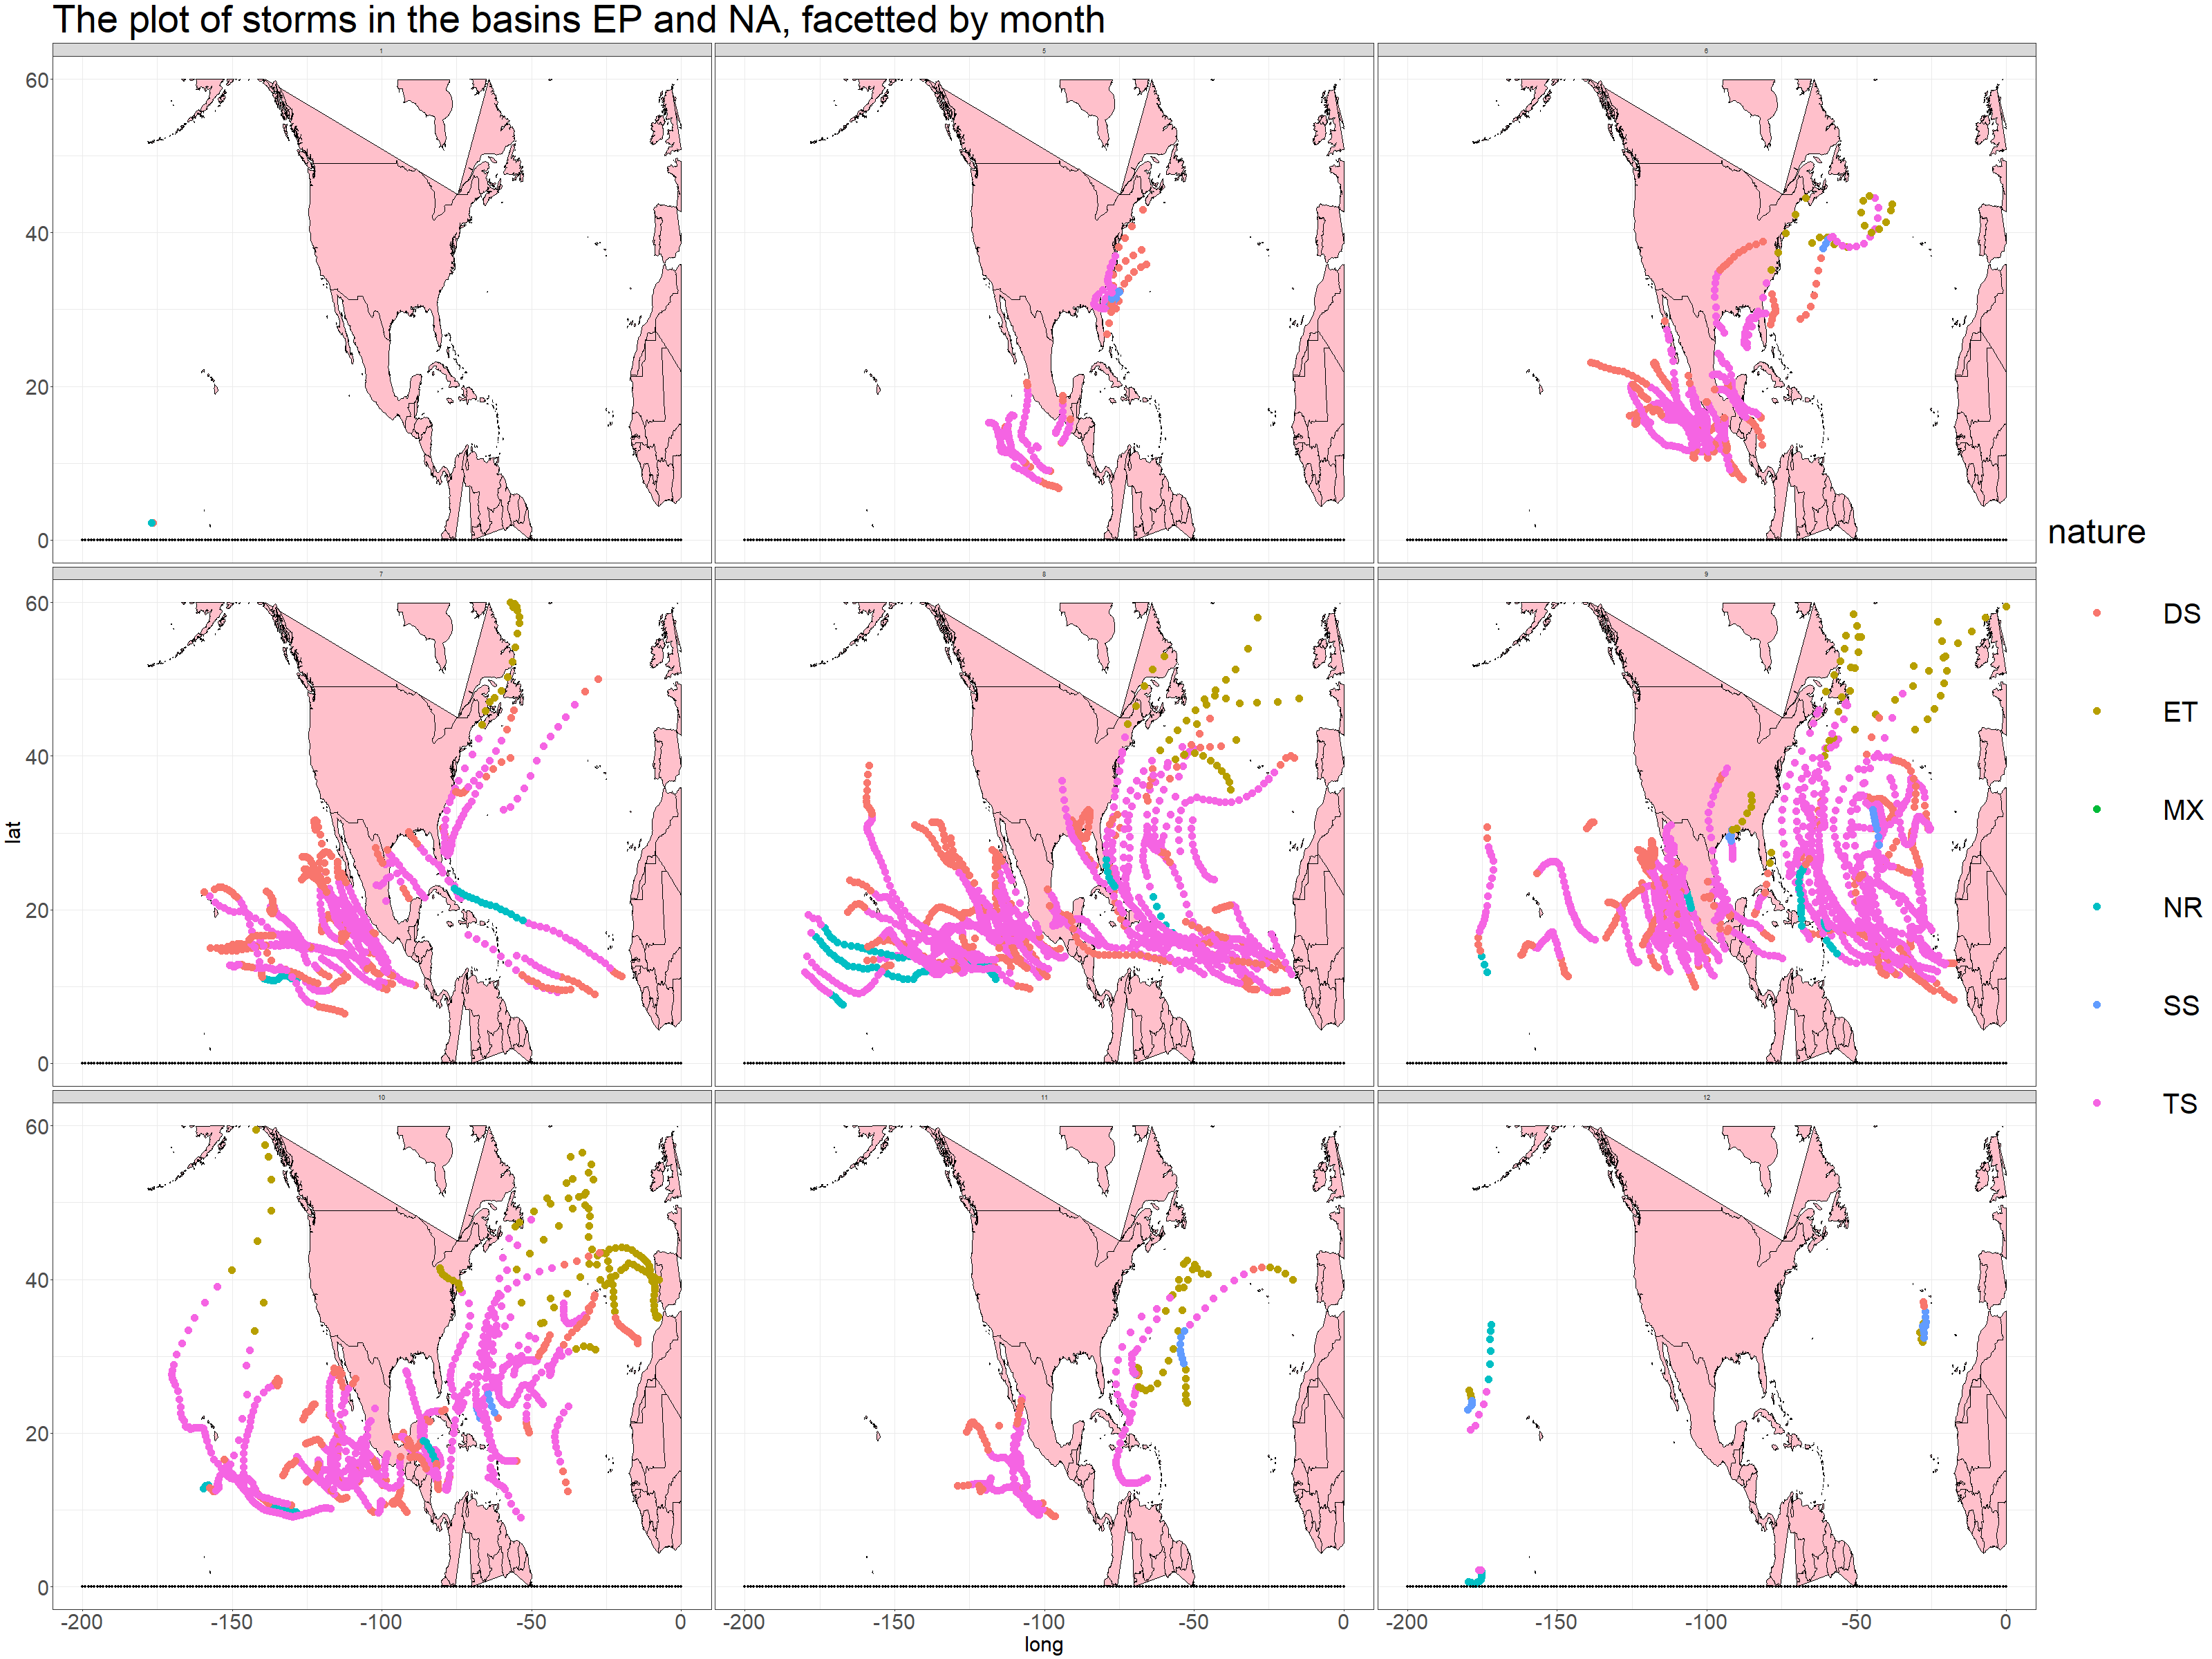 The plot of storms in the basins EP and NA, facetted by month
1 5 6
60
40
20
0
7 8 9
60
40
20
0
10 11 12
60
40
20
0
-200 -150 -100 -50 0 -200 -150 -100 -50 0 -200 -150 -100 -50 0
lat
long
nature
DS
ET
MX
NR
SS
TS